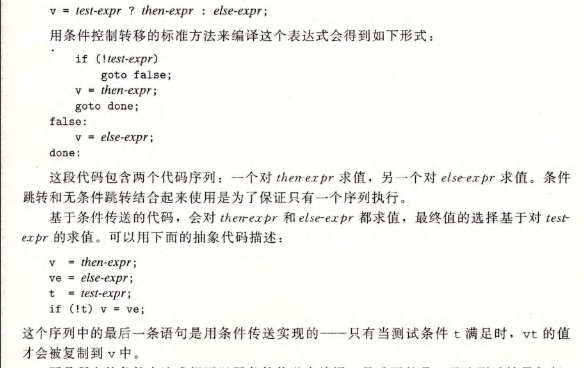 v = test-expr ? then-expr : else-expr;
用条件控制转移的标准方法来编译这个表达式会得到如下形式：
if (!test-expr)
goto false;
v = then-expr;
goto done;
false:
v = else-expr;
done:
这段代码包含两个代码序列：一个对 then-expr 求值，另一个对 else-expr 求值。条件
跳转和无条件跳转结合起来使用是为了保证只有一个序列执行。
基于条件传送的代码，会对 then-expr 和 else-expr 都求值，最终值的选择基于对 test-
expr 的求值。可以用下面的抽象代码描述：
v = then-expr;
ve = else-expr;
t = test-expr;
if (!t) v = ve;
这个序列中的最后一条语句是用条件传送实现的——只有当测试条件 t 满足时，vt 的值
才会被复制到 v 中。